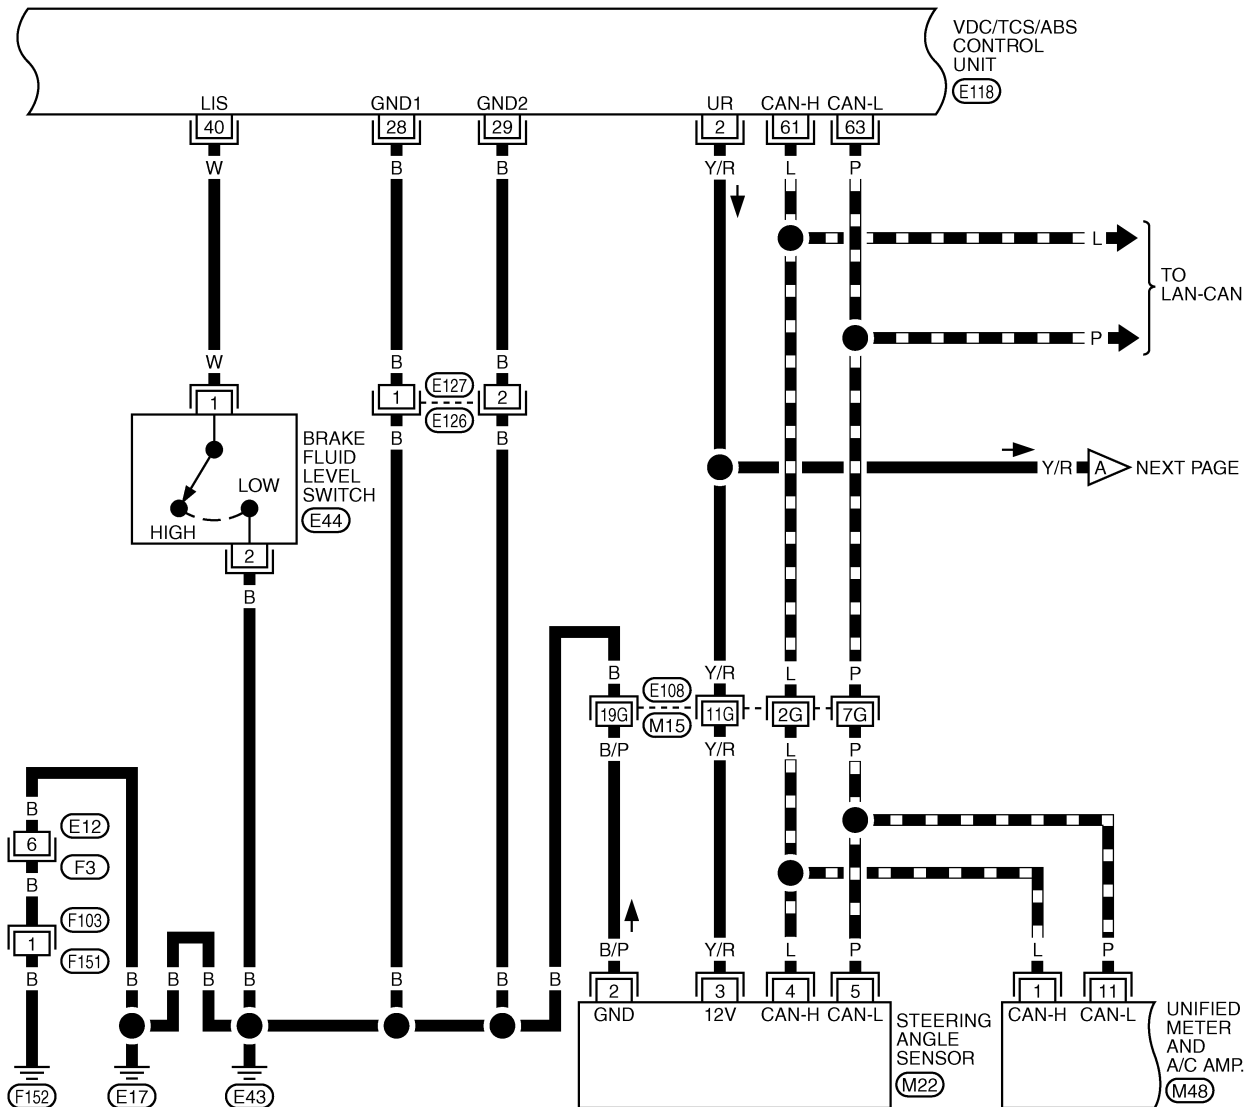 VDC/TCS/ABS
CONTROL
UNIT
E118
LIS
GND1
GND2
UR
CAN-H
CAN-L
40
28
29
2
61
63
W
B
B
Y/R
L
P
L
TO
LAN-CAN
P
W
B
B
1
1
E127
E126
2
B
B
BRAKE
FLUID
LEVEL
SWITCH
E44
LOW
HIGH
2
B
Y/R
A
NEXT PAGE
B
Y/R
L
P
19G
E108
M15
11G
2G
7G
B/P
Y/R
L
P
B
6
E12
F3
B
F103
1
F151
B
B
B
B
B
B
B
B
B/P
Y/R
L
P
L
P
2
3
4
5
1
11
GND
12V
CAN-H
CAN-L
STEERING
ANGLE
SENSOR
M22
CAN-H
CAN-L
UNIFIED
METER
AND
A/C AMP.
M48
F152
E17
E43